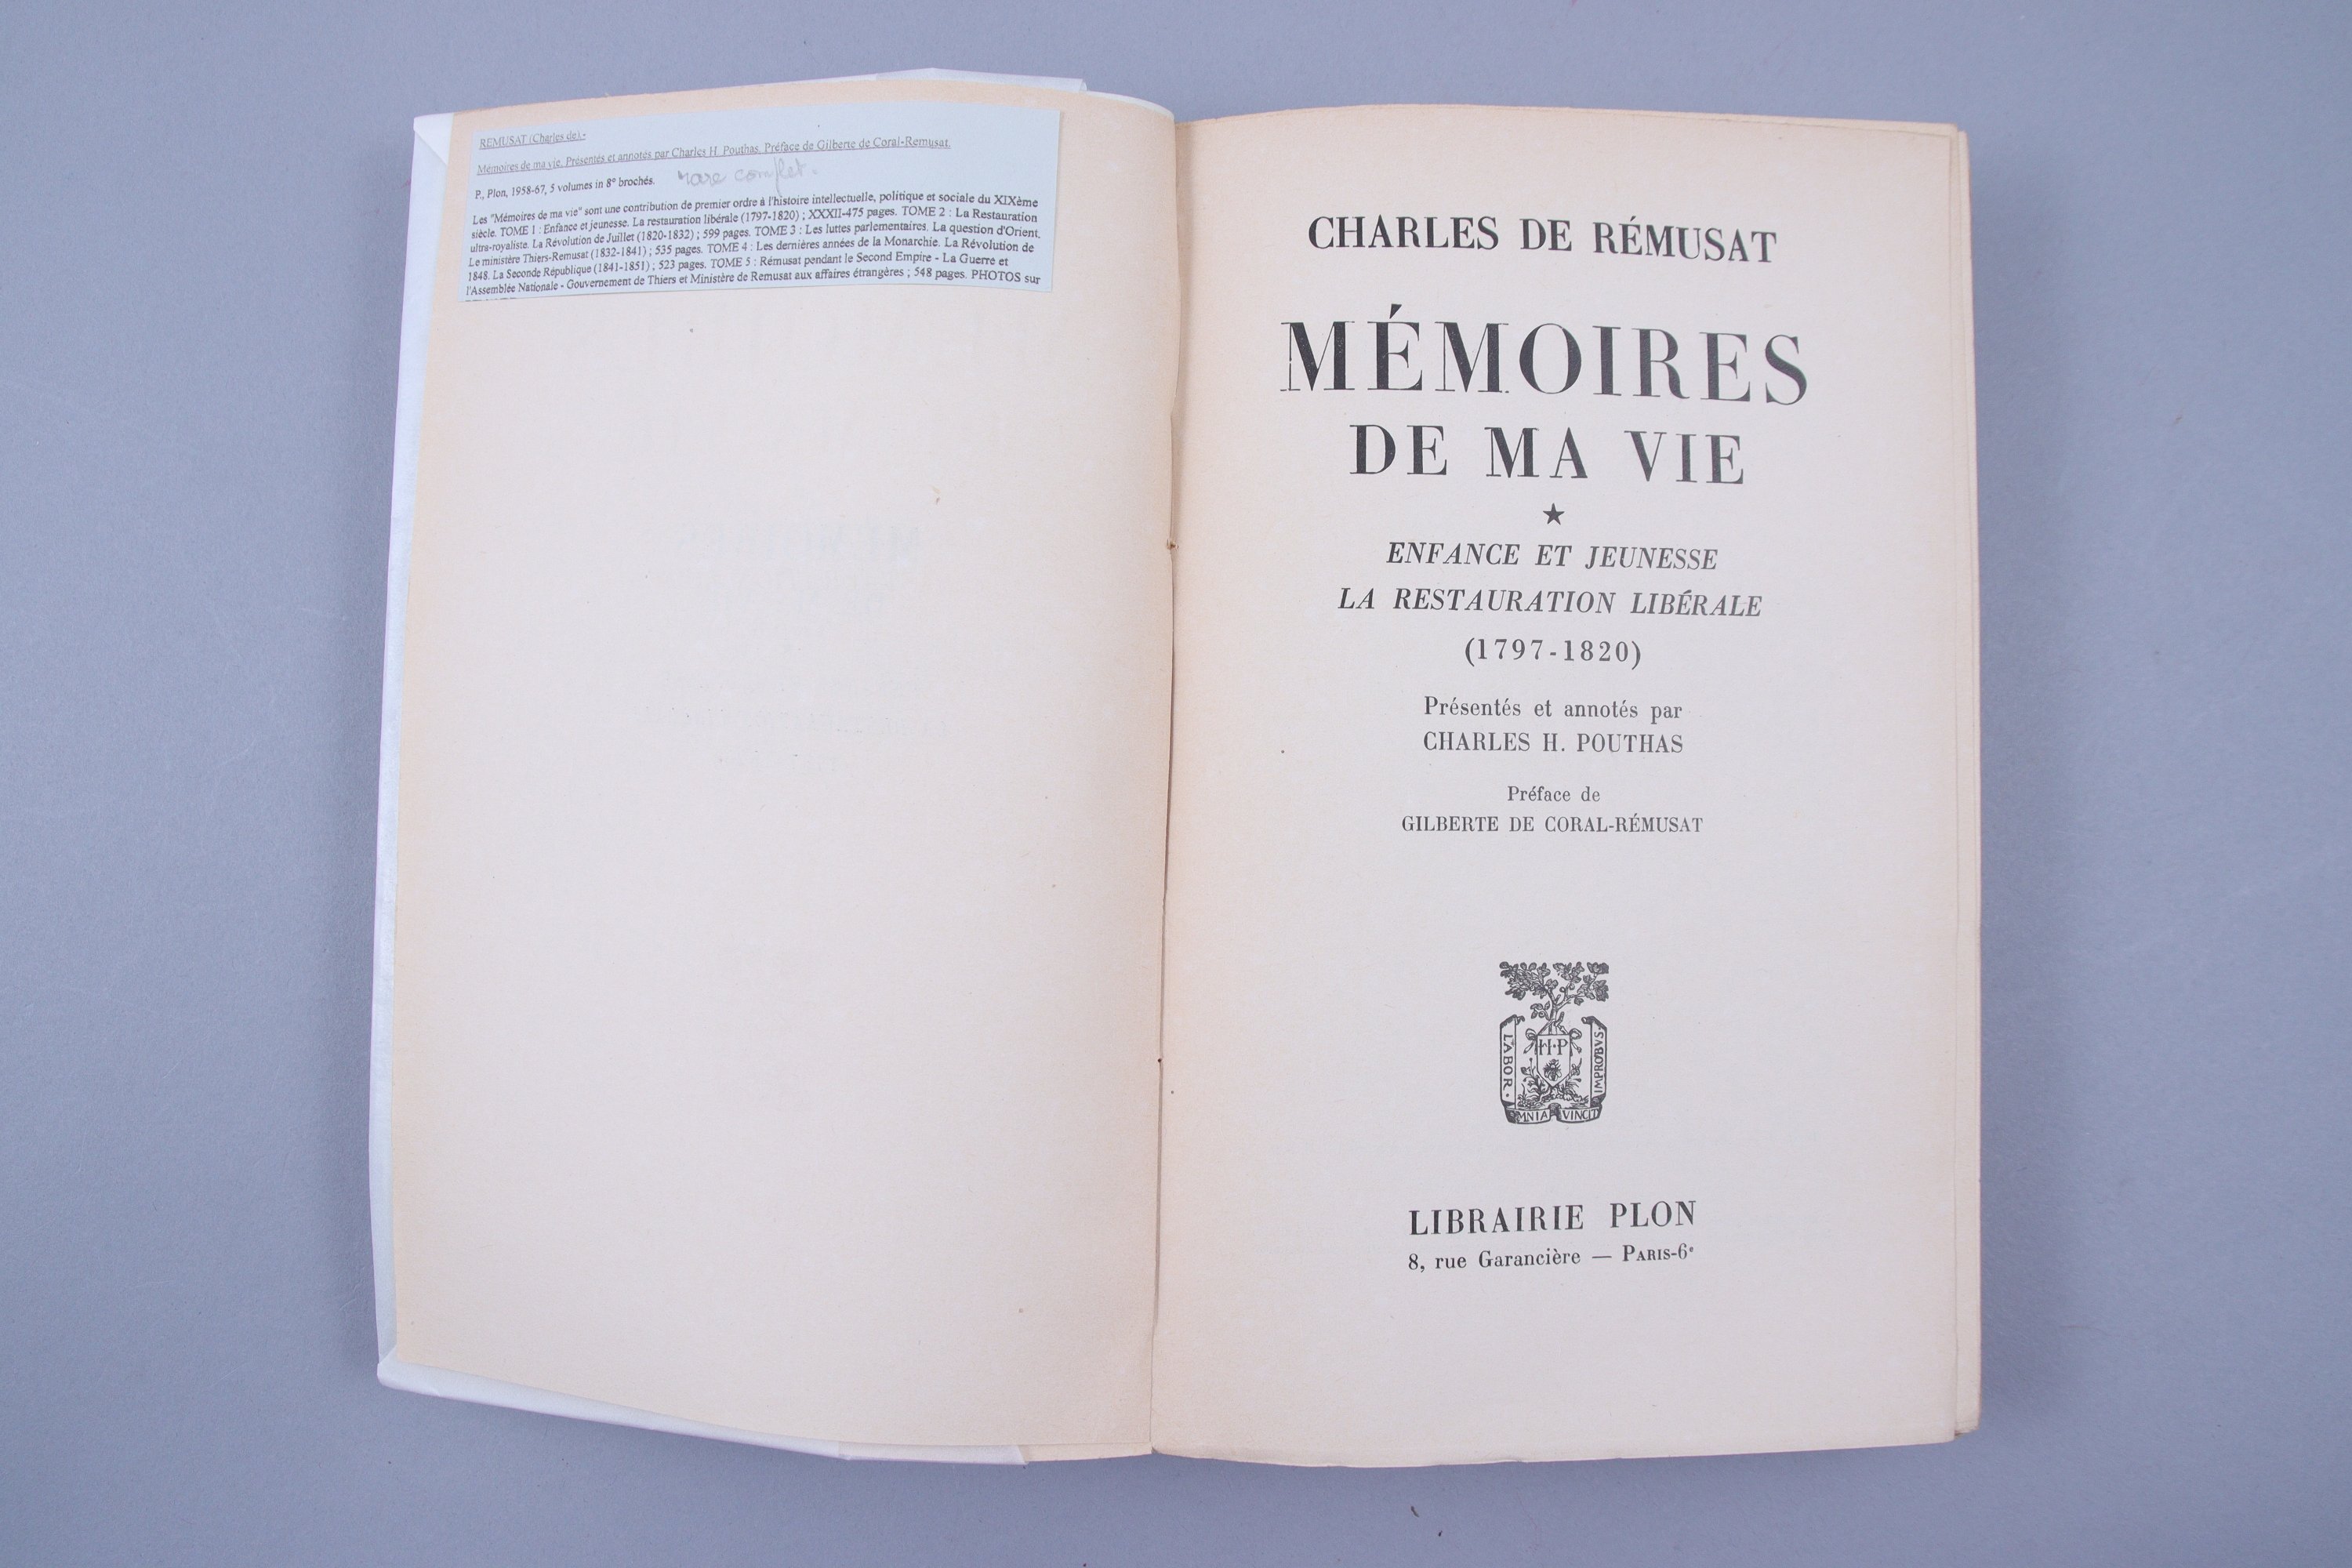 REMUSAT (Charles de).-
Mémoires de ma vie. Présentés et annotés par Charles H. Pouthas. Préface de Gilberte de Coral-Remusat.
P., Plon, 1958-67, 5 volumes in 8° brochés. rare complet.
Les "Mémoires de ma vie" sont une contribution de premier ordre à l'histoire intellectuelle, politique et sociale du XIXème
siècle. TOME 1 : Enfance et jeunesse. La restauration libérale (1797-1820) ; XXXII-475 pages. TOME 2 : La Restauration
ultra-royaliste. La Révolution de Juillet (1820-1832) ; 599 pages. TOME 3 : Les luttes parlementaires. La question d'Orient.
Le ministère Thiers-Remusat (1832-1841) ; 535 pages. TOME 4 : Les dernières années de la Monarchie. La Révolution de
1848. La Seconde République (1841-1851) ; 523 pages. TOME 5 : Rémusat pendant le Second Empire - La Guerre et
l'Assemblée Nationale - Gouvernement de Thiers et Ministère de Remusat aux affaires étrangères ; 548 pages. PHOTOS sur
CHARLES DE RÉMUSAT
MÉMOIRES
DE MA VIE
★
ENFANCE ET JEUNESSE
LA RESTAURATION LIBÉRALE
(1797-1820)
Présentés et annotés par
CHARLES H. POUTHAS
Préface de
GILBERTE DE CORAL-RÉMUSAT
LABOR
H·P
IMPROBVS
OMNIA VINCIT
LIBRAIRIE PLON
8, rue Garancière — PARIS-6e